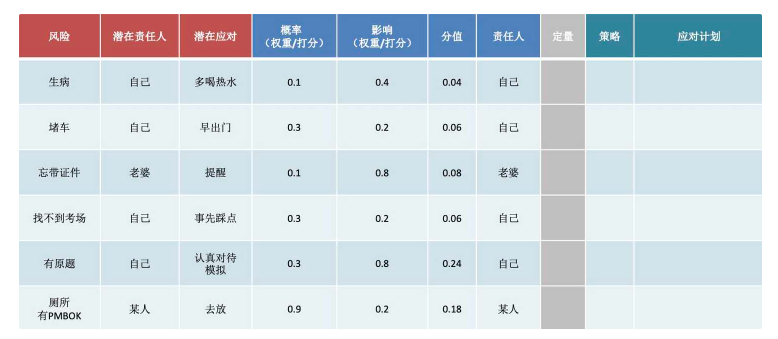 风险 潜在责任人 潜在应对 概率（权重/打分） 影响（权重/打分） 分值 责任人 定量 策略 应对计划
生病 自己 多喝热水 0.1 0.4 0.04 自己
堵车 自己 早出门 0.3 0.2 0.06 自己
忘带证件 老婆 提醒 0.1 0.8 0.08 老婆
找不到考场 自己 事先踩点 0.3 0.2 0.06 自己
有原题 自己 认真对待模拟 0.3 0.8 0.24 自己
厕所有PMBOK 某人 去放 0.9 0.2 0.18 某人